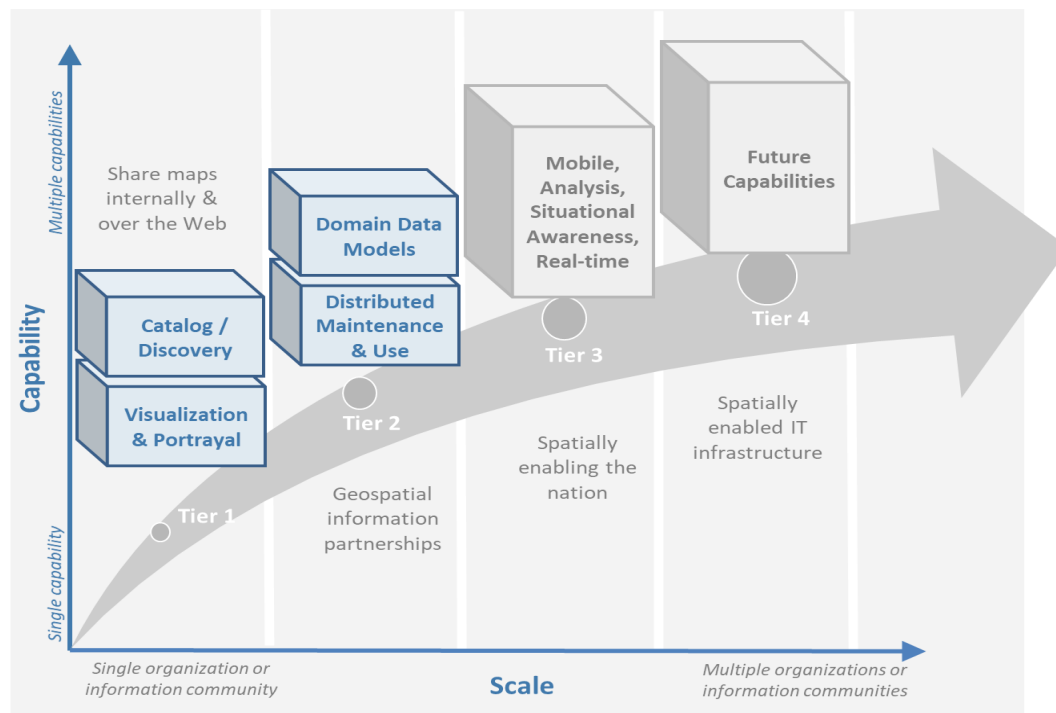 Multiple capabilities
Capability
Single capability
Share maps
internally &
over the Web
Catalog /
Discovery
Visualization
& Portrayal
Tier 1
Domain Data
Models
Distributed
Maintenance
& Use
Tier 2
Geospatial
information
partnerships
Mobile,
Analysis,
Situational
Awareness,
Real-time
Tier 3
Spatially
enabling the
nation
Future
Capabilities
Tier 4
Spatially
enabled IT
infrastructure
Single organization or
information community
Scale
Multiple organizations or
information communities